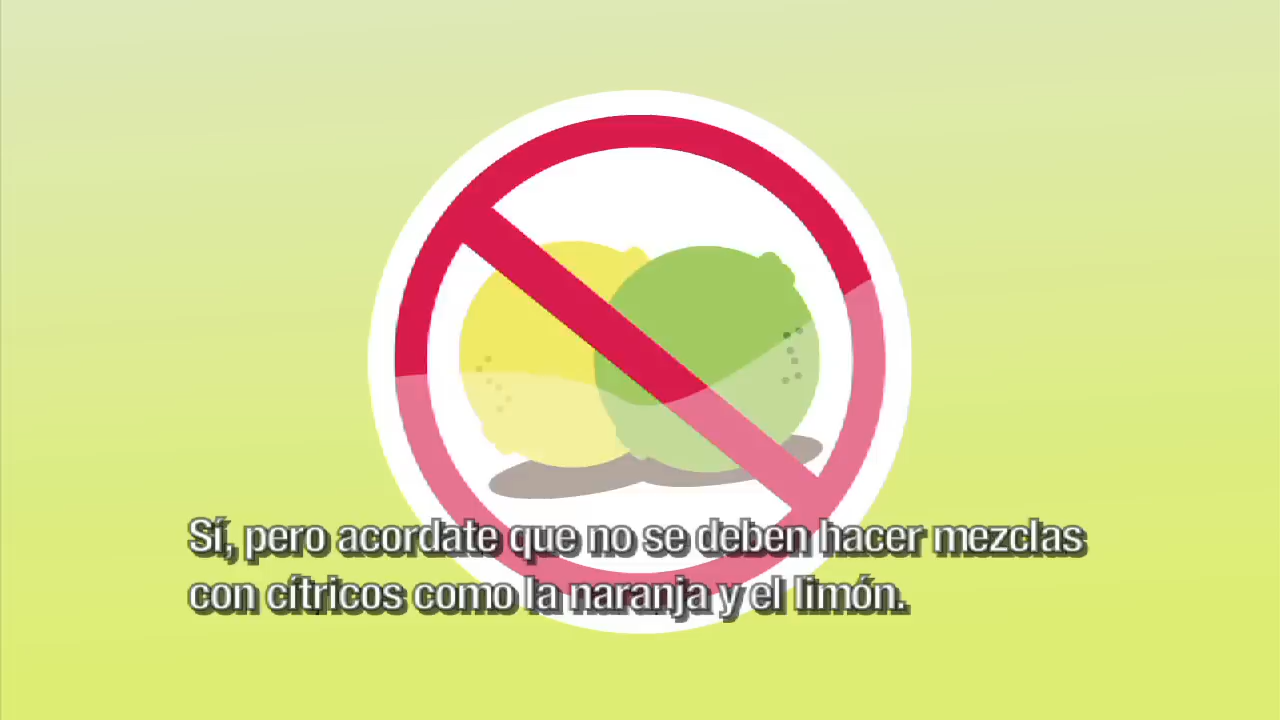 Sí, pero acordate que no se deben hacer mezclas
con cítricos como la naranja y el limón.